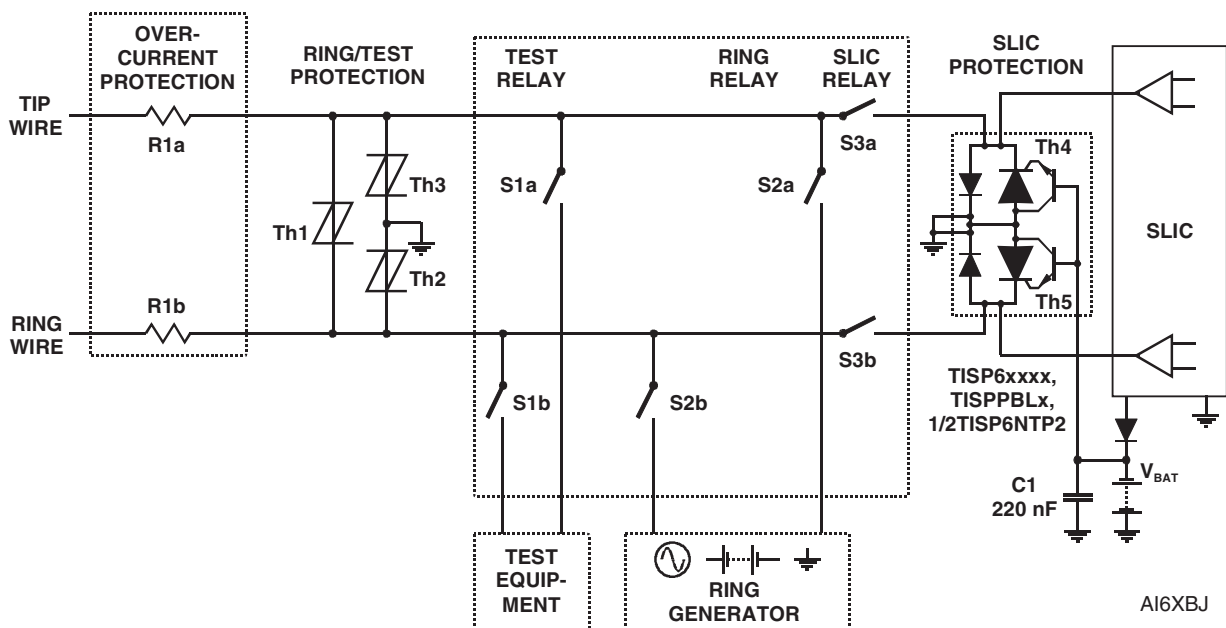 OVER-
CURRENT
PROTECTION
RING/TEST
PROTECTION
TEST
RELAY
RING
RELAY
SLIC
RELAY
SLIC
PROTECTION
TIP
WIRE
R1a
S3a
Th4
Th3
S1a
S2a
Th1
SLIC
Th2
Th5
R1b
RING
WIRE
S3b
S1b
S2b
TISP6xxxx,
TISPPBLx,
1/2TISP6NTP2
C1
220 nF
VBAT
TEST
EQUIP-
MENT
RING
GENERATOR
AI6XBJ